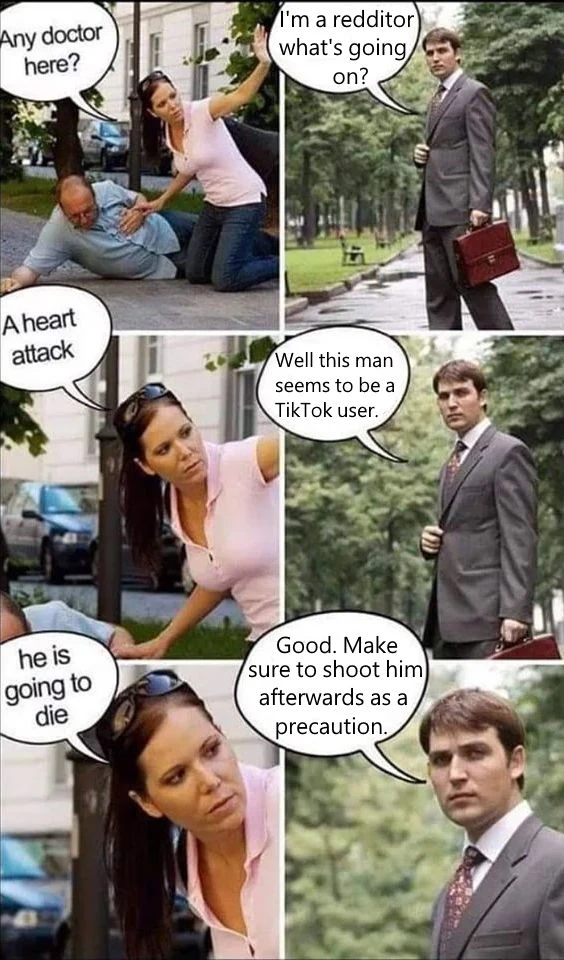 Any doctor
here?
I'm a redditor
what's going
on?
A heart
attack
Well this man
seems to be a
TikTok user.
he is
going to
die
Good. Make
sure to shoot him
afterwards as a
precaution.